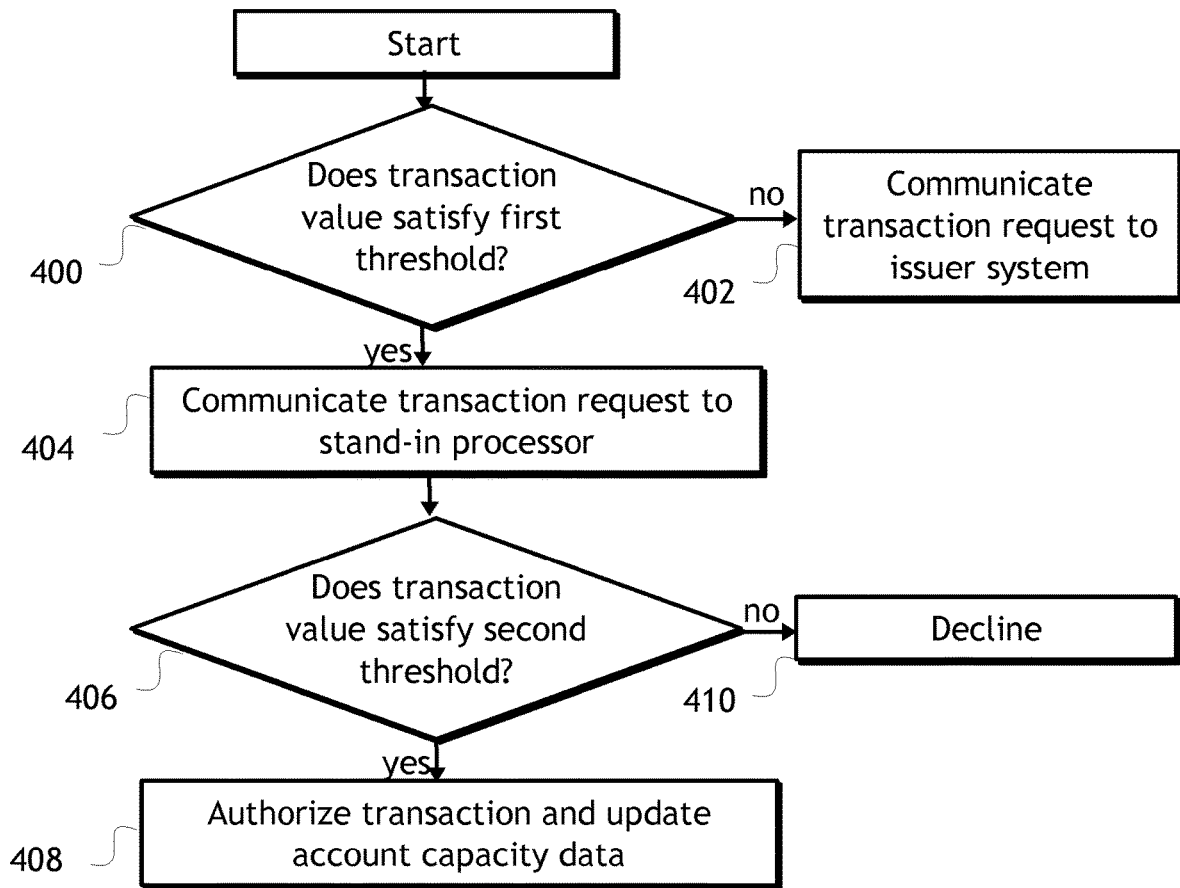 Start
Does transaction
value satisfy first
threshold?
400
no
Communicate
transaction request to
issuer system
402
yes
Communicate transaction request to
stand-in processor
404
Does transaction
value satisfy second
threshold?
406
no
Decline
410
yes
Authorize transaction and update
account capacity data
408